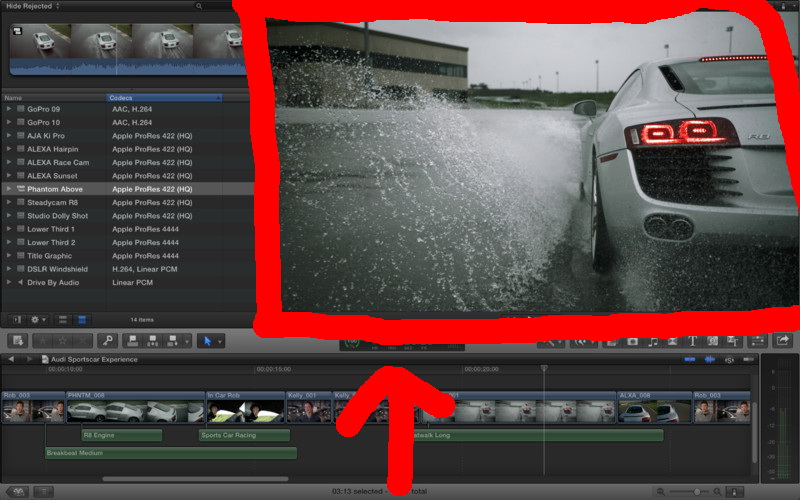 Hide Rejected
Name Codecs
GoPro 09 AAC, H.264
GoPro 10 AAC, H.264
AJA Ki Pro Apple ProRes 422 (HQ)
ALEXA Hairpin Apple ProRes 422 (HQ)
ALEXA Race Cam Apple ProRes 422 (HQ)
ALEXA Sunset Apple ProRes 422 (HQ)
Phantom Above Apple ProRes 422 (HQ)
Steadycam R8 Apple ProRes 422 (HQ)
Studio Dolly Shot Apple ProRes 422 (HQ)
Lower Third 1 Apple ProRes 4444
Lower Third 2 Apple ProRes 4444
Title Graphic Apple ProRes 4444
DSLR Windshield H.264, Linear PCM
Drive By Audio Linear PCM
14 items
R8
Audi Sportscar Experience
00:00:10:00 00:00:15:00 00:00:20:00
Rob_003 PHNTM_008 In Car Rob Kelly_001 Kelly_ 001 ALXA_008 Rob_003
R8 Engine Sports Car Racing atwalk Long
Breakbeat Medium
03:13 selected - total